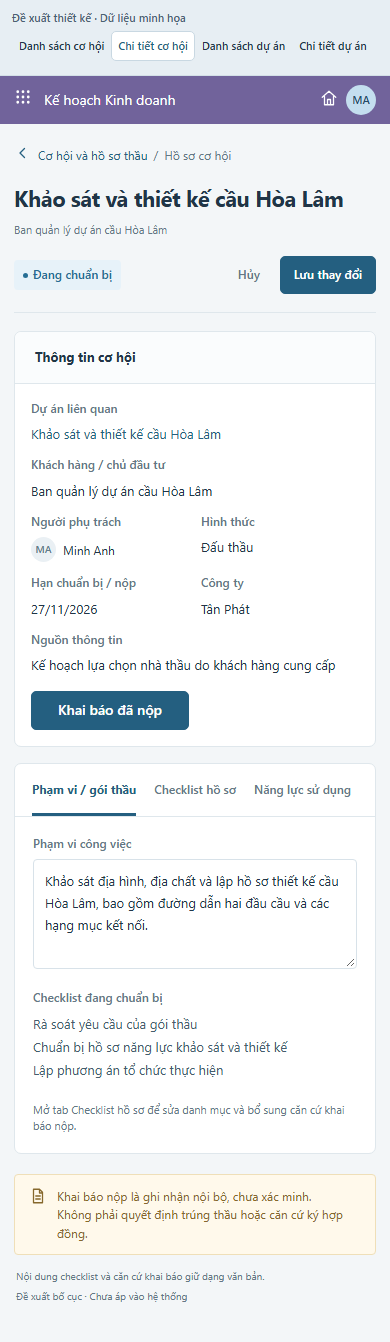 Đề xuất thiết kế · Dữ liệu minh họa
Danh sách cơ hội Chi tiết cơ hội Danh sách dự án Chi tiết dự án
Kế hoạch Kinh doanh MA
Cơ hội và hồ sơ thầu / Hồ sơ cơ hội
Khảo sát và thiết kế cầu Hòa Lâm
Ban quản lý dự án cầu Hòa Lâm
Đang chuẩn bị Hủy Lưu thay đổi
Thông tin cơ hội
Dự án liên quan
Khảo sát và thiết kế cầu Hòa Lâm
Khách hàng / chủ đầu tư
Ban quản lý dự án cầu Hòa Lâm
Người phụ trách Hình thức
MA Minh Anh Đấu thầu
Hạn chuẩn bị / nộp Công ty
27/11/2026 Tân Phát
Nguồn thông tin
Kế hoạch lựa chọn nhà thầu do khách hàng cung cấp
Khai báo đã nộp
Phạm vi / gói thầu Checklist hồ sơ Năng lực sử dụng
Phạm vi công việc
Khảo sát địa hình, địa chất và lập hồ sơ thiết kế cầu
Hòa Lâm, bao gồm đường dẫn hai đầu cầu và các
hạng mục kết nối.
Checklist đang chuẩn bị
Rà soát yêu cầu của gói thầu
Chuẩn bị hồ sơ năng lực khảo sát và thiết kế
Lập phương án tổ chức thực hiện
Mở tab Checklist hồ sơ để sửa danh mục và bổ sung căn cứ khai
báo nộp.
Khai báo nộp là ghi nhận nội bộ, chưa xác minh.
Không phải quyết định trúng thầu hoặc căn cứ ký hợp
đồng.
Nội dung checklist và căn cứ khai báo giữ dạng văn bản.
Đề xuất bố cục · Chưa áp vào hệ thống